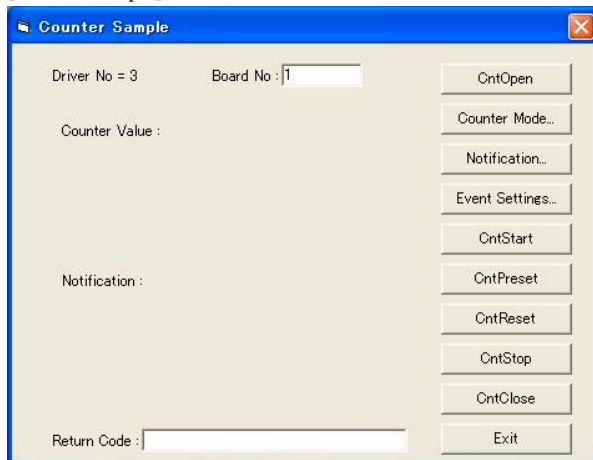 Counter Sample
Driver No = 3 Board No : 1 CntOpen
Counter Mode...
Counter Value :
Notification...
Event Settings...
CntStart
Notification : CntPreset
CntReset
CntStop
CntClose
Return Code : Exit